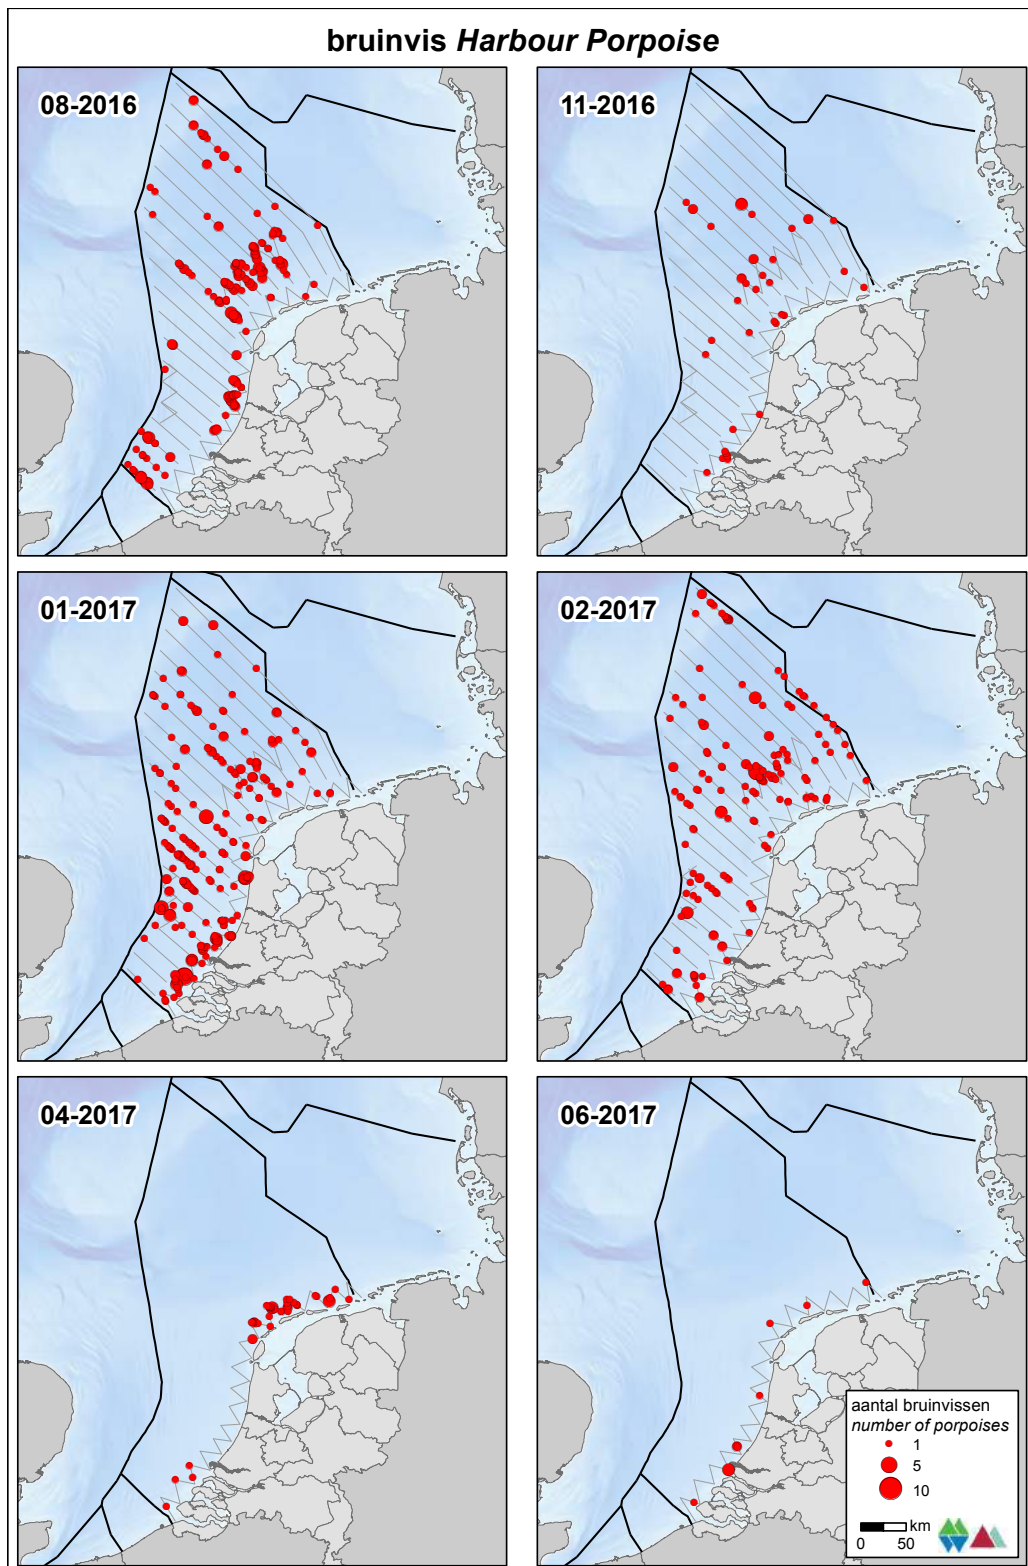 bruinvis Harbour Porpoise
08-2016
11-2016
01-2017
02-2017
04-2017
06-2017
aantal bruinvissen
number of porpoises
1
5
10
km
0 50